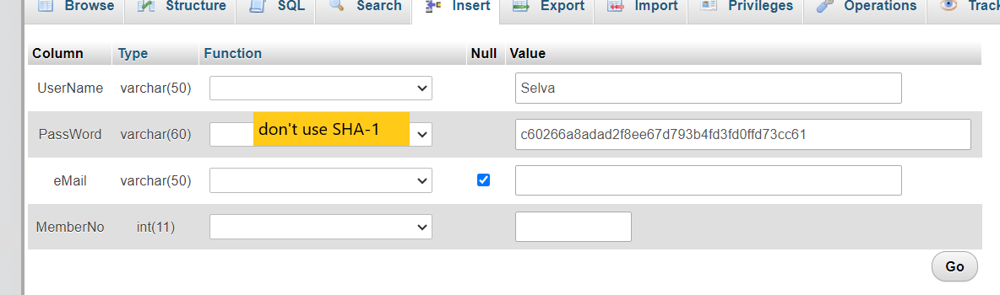 Browse Structure SQL Search Insert Export Import Privileges Operations Track
Column Type Function Null Value
UserName varchar(50) Selva
PassWord varchar(60) don't use SHA-1 c60266a8adad2f8ee67d793b4fd3fd0ffd73cc61
eMail varchar(50)
MemberNo int(11)
Go